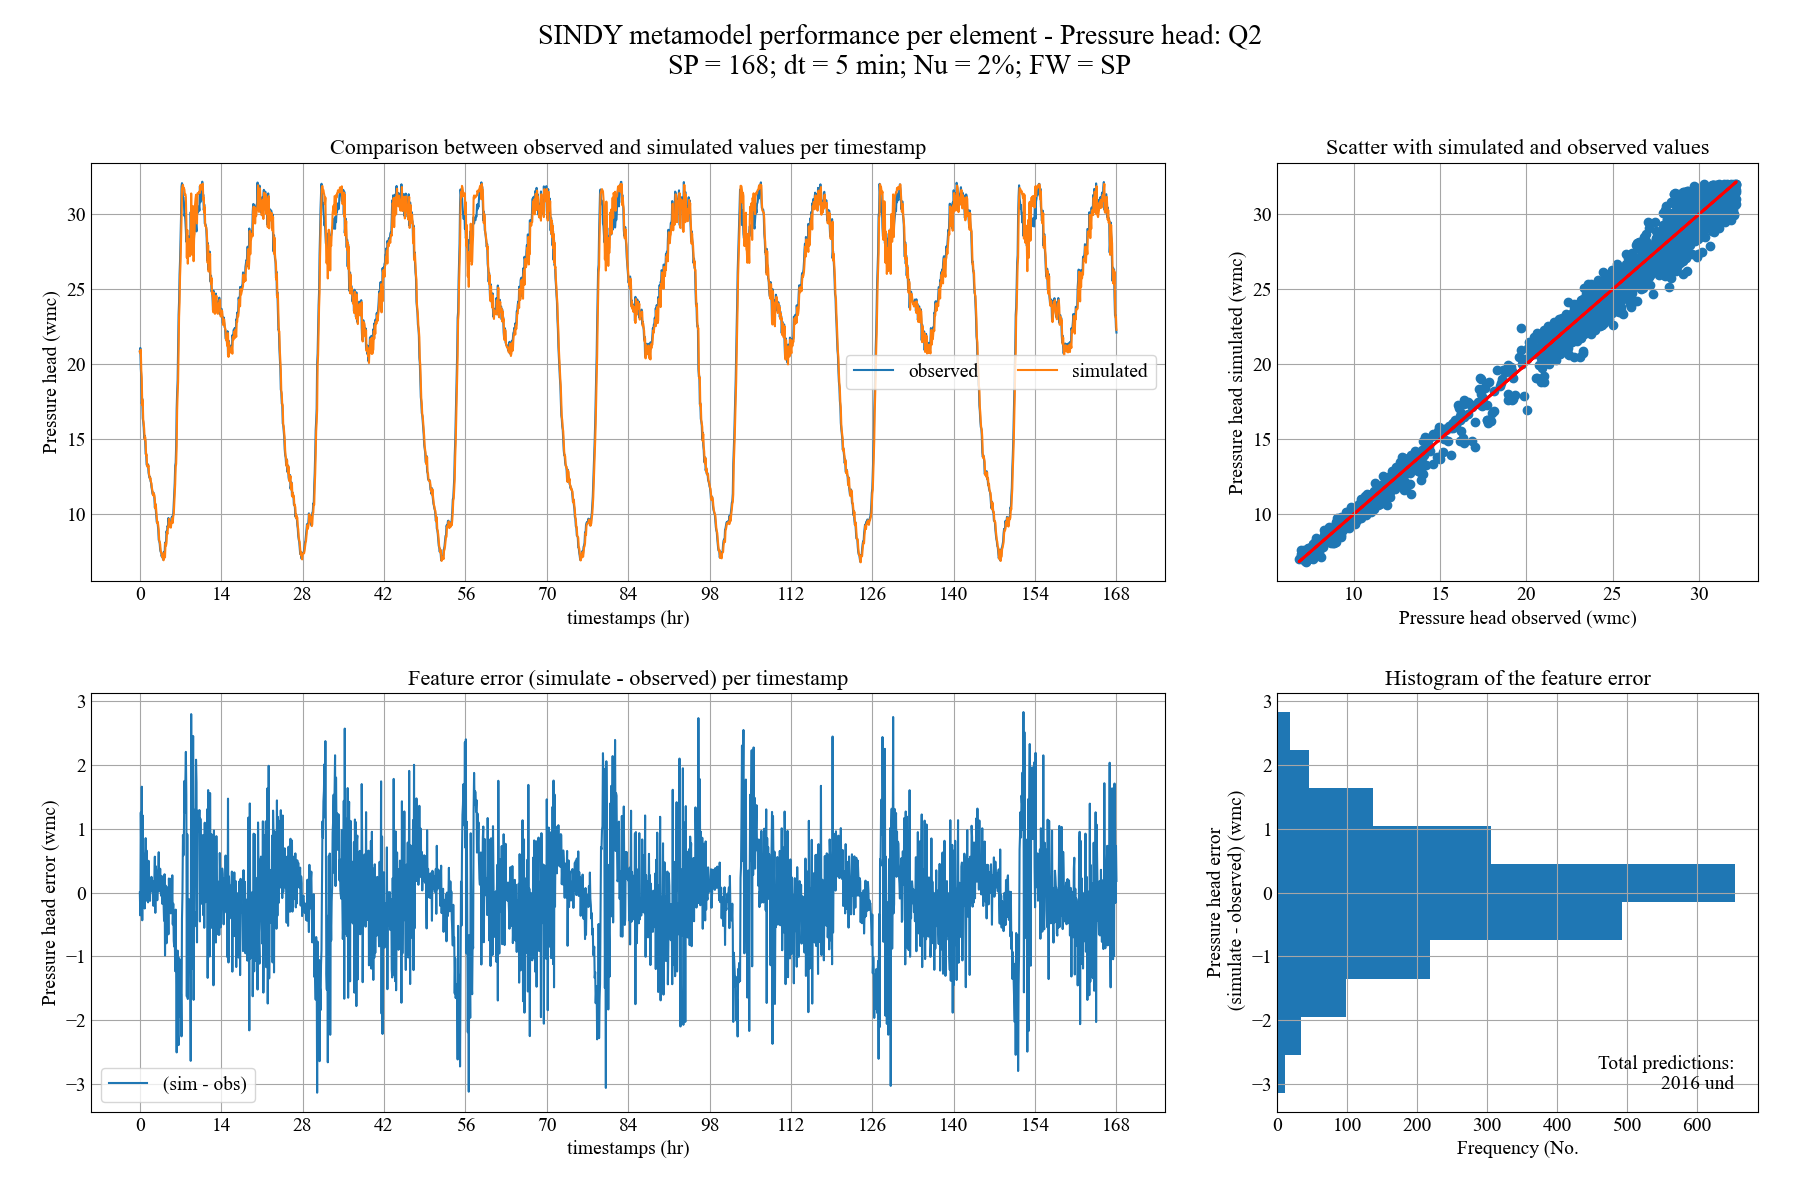 SINDY metamodel performance per element - Pressure head: Q2
SP = 168; dt = 5 min; Nu = 2%; FW = SP
Comparison between observed and simulated values per timestamp
Pressure head (wmc)
30
25
20
15
10
observed
simulated
0 14 28 42 56 70 84 98 112 126 140 154 168
timestamps (hr)
Scatter with simulated and observed values
Pressure head simulated (wmc)
30
25
20
15
10
10 15 20 25 30
Pressure head observed (wmc)
Feature error (simulate - observed) per timestamp
Pressure head error (wmc)
3
2
1
0
−1
−2
−3
(sim - obs)
0 14 28 42 56 70 84 98 112 126 140 154 168
timestamps (hr)
Histogram of the feature error
Pressure head error
(simulate - observed) (wmc)
3
2
1
0
−1
−2
−3
Total predictions:
2016 und
0 100 200 300 400 500 600
Frequency (No.